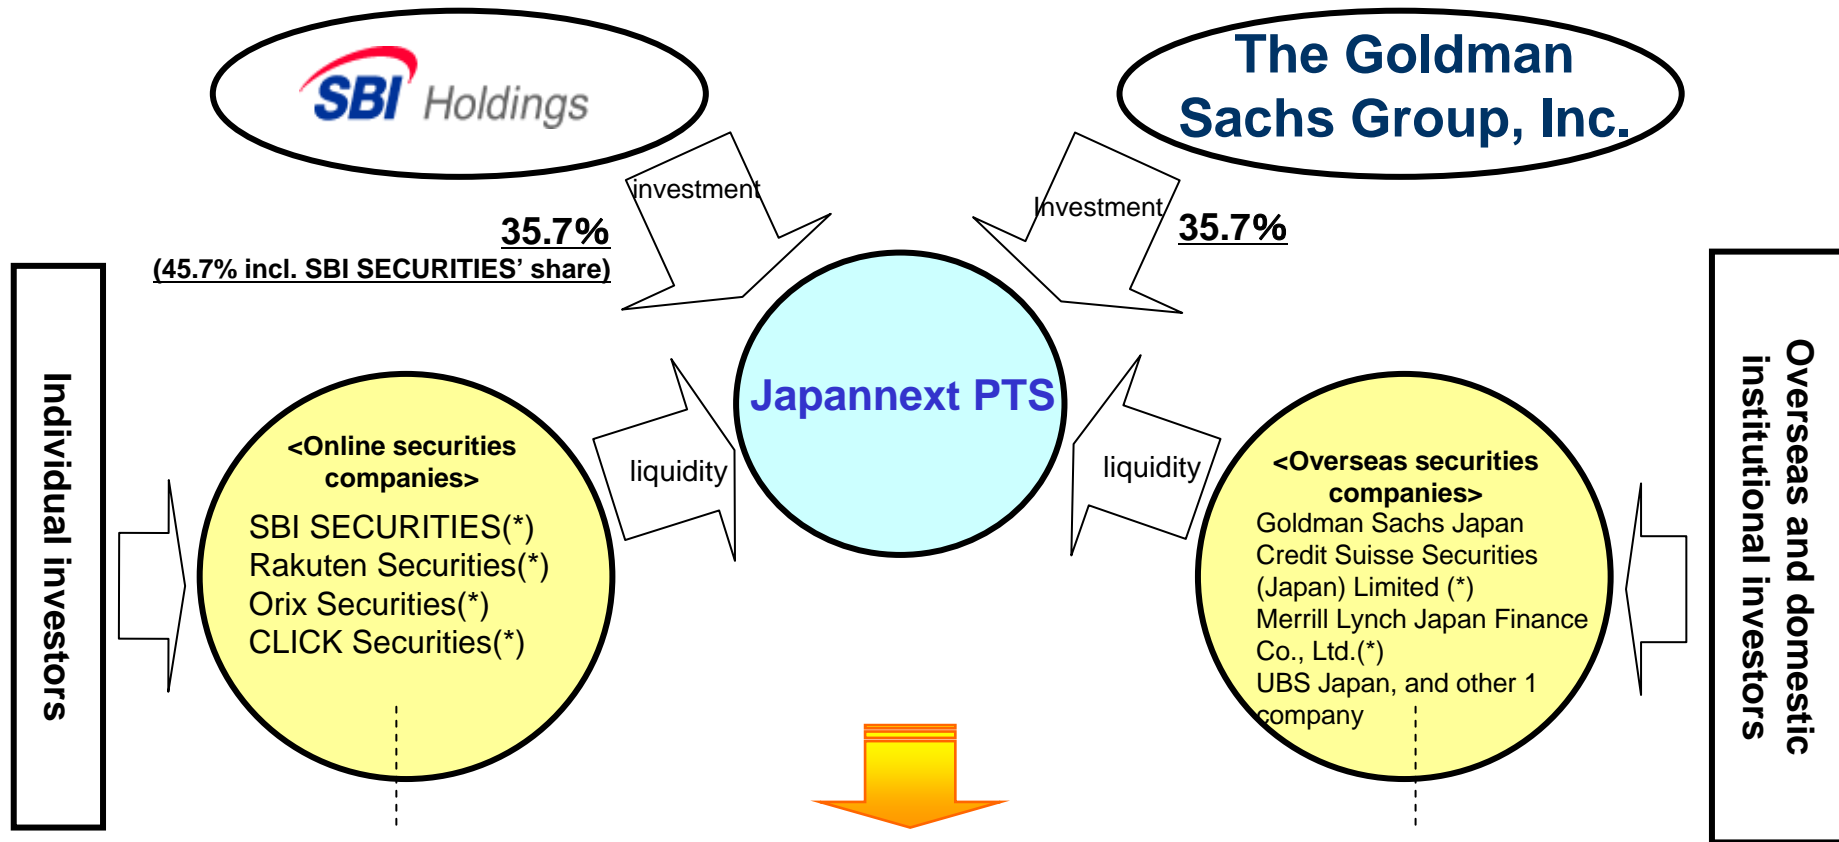 SBI Holdings
The Goldman
Sachs Group, Inc.
investment
Investment
35.7%
(45.7% incl. SBI SECURITIES’ share)
35.7%
Japannext PTS
Individual investors
<Online securities
companies>
SBI SECURITIES(*)
Rakuten Securities(*)
Orix Securities(*)
CLICK Securities(*)
liquidity
liquidity
<Overseas securities
companies>
Goldman Sachs Japan
Credit Suisse Securities
(Japan) Limited (*)
Merrill Lynch Japan Finance
Co., Ltd.(*)
UBS Japan, and other 1
company
Overseas and domestic
institutional investors